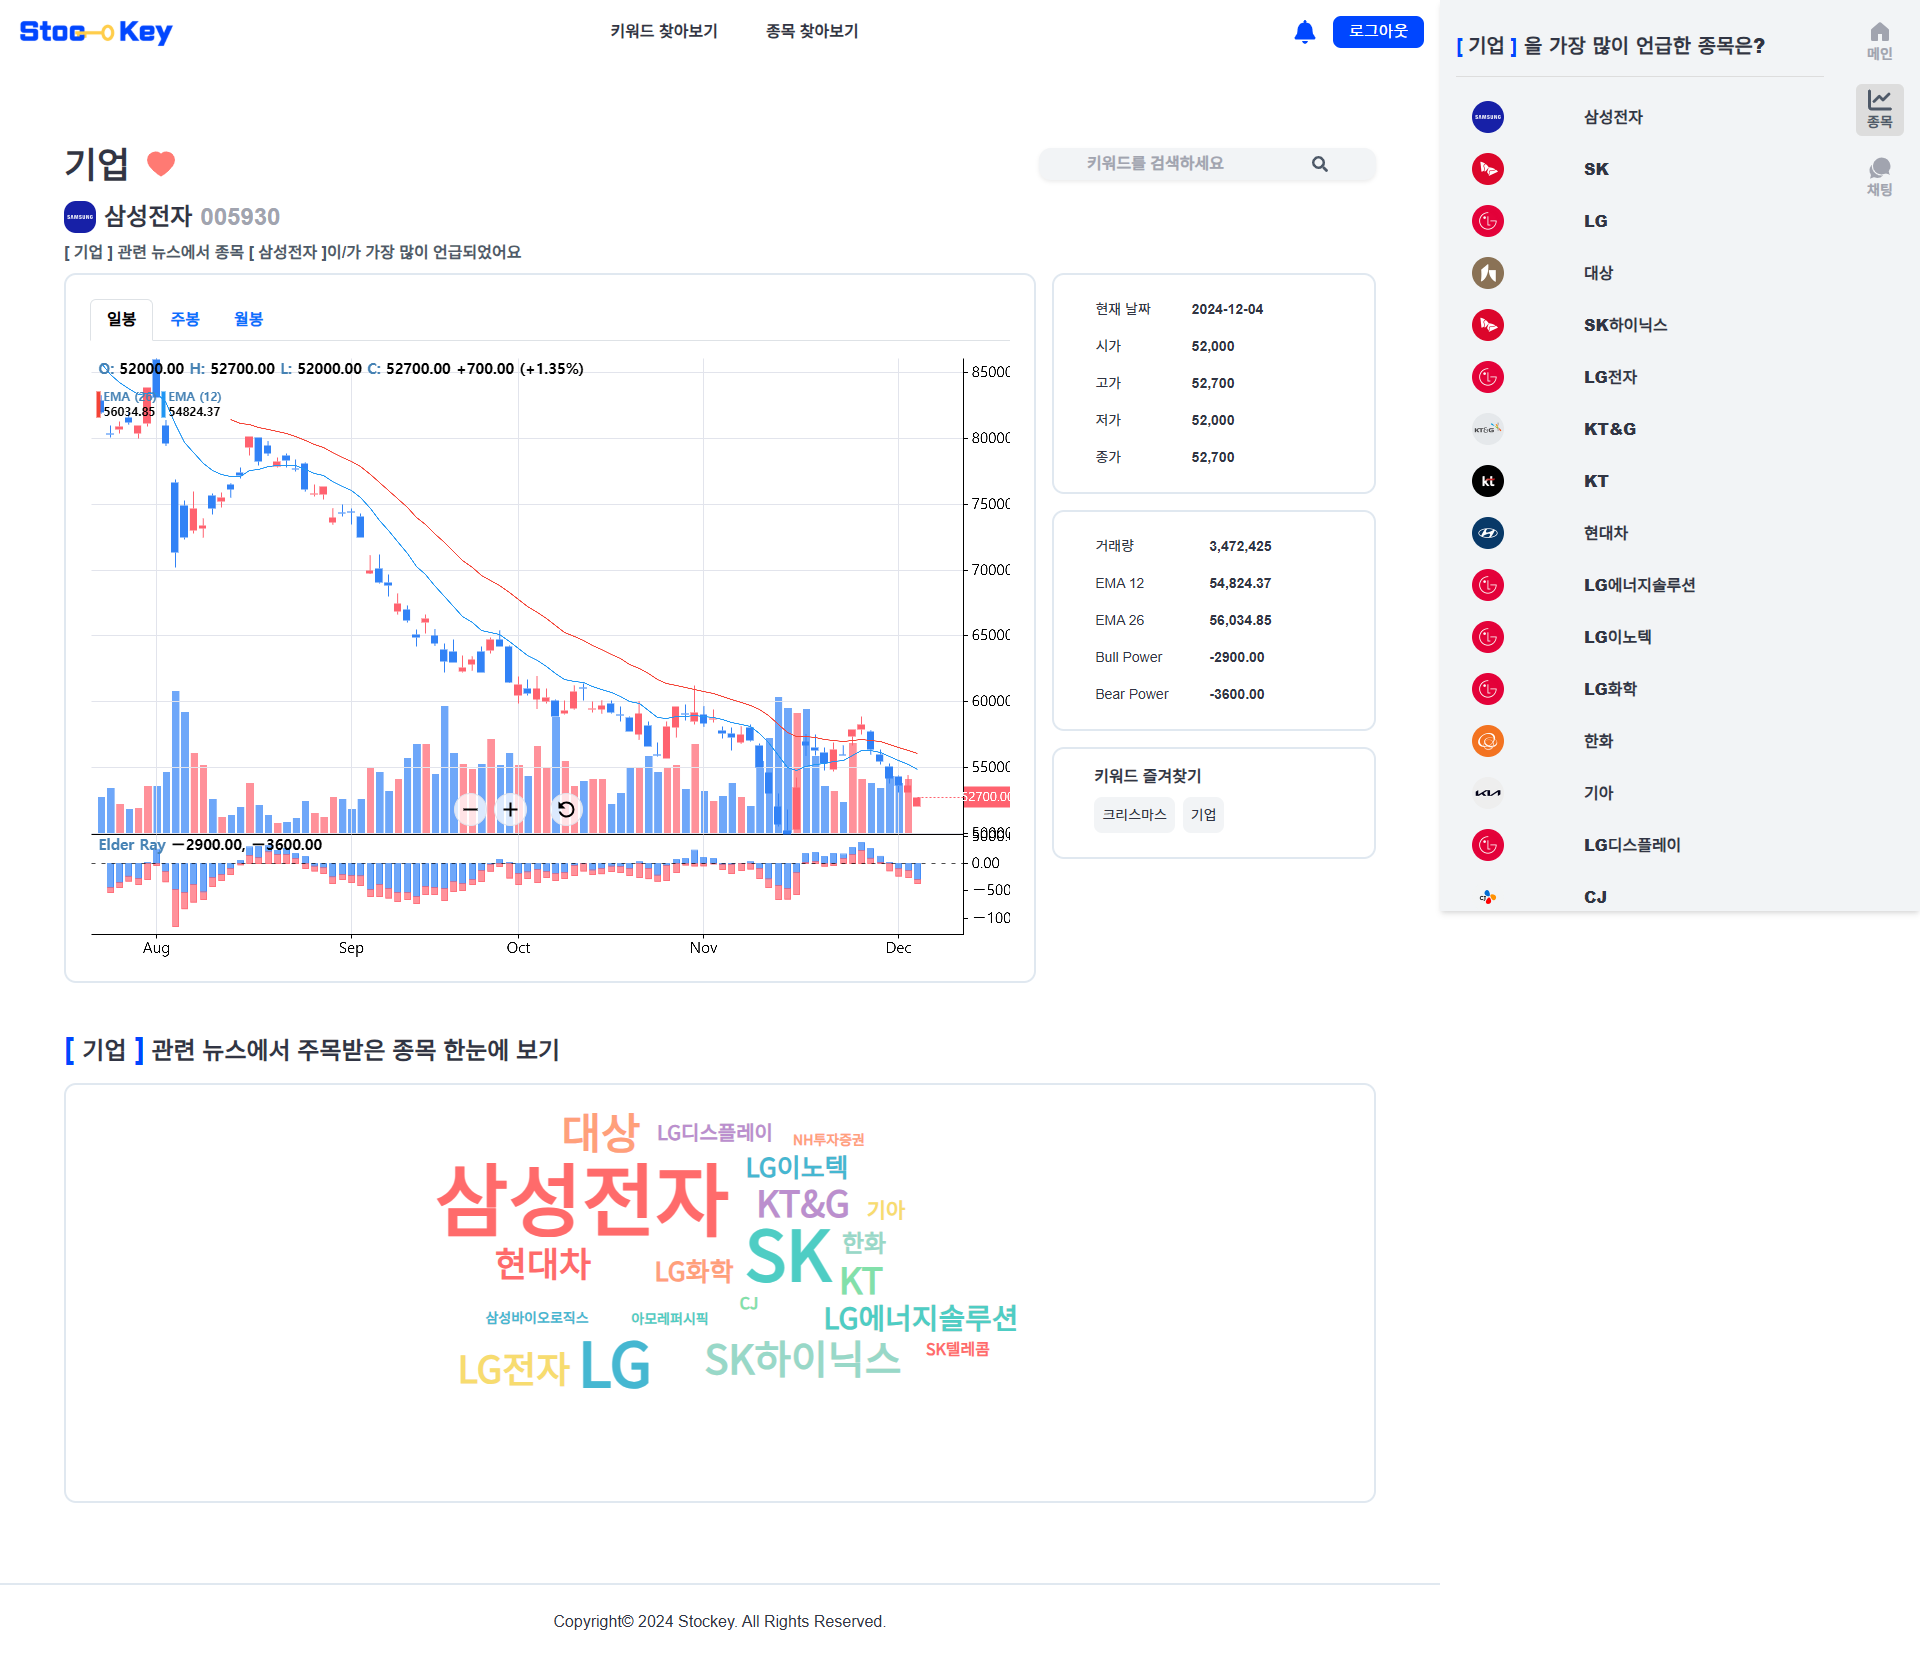 Stoc Key
키워드 찾아보기
종목 찾아보기
로그아웃
기업
키워드를 검색하세요
SAMSUNG 삼성전자 005930
[ 기업 ] 관련 뉴스에서 종목 [ 삼성전자 ]이/가 가장 많이 언급되었어요
일봉 주봉 월봉
O: 52000.00 H: 52700.00 L: 52000.00 C: 52700.00 +700.00 (+1.35%)
EMA (26) EMA (12)
56034.85 54824.37
85000
80000
75000
70000
65000
60000
55000
52700.00
50000
Elder Ray −2900.00, −3600.00
5000.
0.00
−500
−100
Aug Sep Oct Nov Dec
현재 날짜 2024-12-04
시가 52,000
고가 52,700
저가 52,000
종가 52,700
거래량 3,472,425
EMA 12 54,824.37
EMA 26 56,034.85
Bull Power -2900.00
Bear Power -3600.00
키워드 즐겨찾기
크리스마스 기업
[ 기업 ] 을 가장 많이 언급한 종목은?
SAMSUNG 삼성전자
SK
LG
대상
SK하이닉스
LG전자
KT&G KT&G
kt KT
현대차
LG에너지솔루션
LG이노텍
LG화학
한화
기아
LG디스플레이
CJ CJ
메인
종목
채팅
[ 기업 ] 관련 뉴스에서 주목받은 종목 한눈에 보기
대상 LG디스플레이 NH투자증권
LG이노텍
삼성전자 KT&G 기아
SK 한화
현대차 LG화학 KT
CJ
삼성바이오로직스 아모레퍼시픽 LG에너지솔루션
SK텔레콤
LG전자 LG SK하이닉스
Copyright© 2024 Stockey. All Rights Reserved.